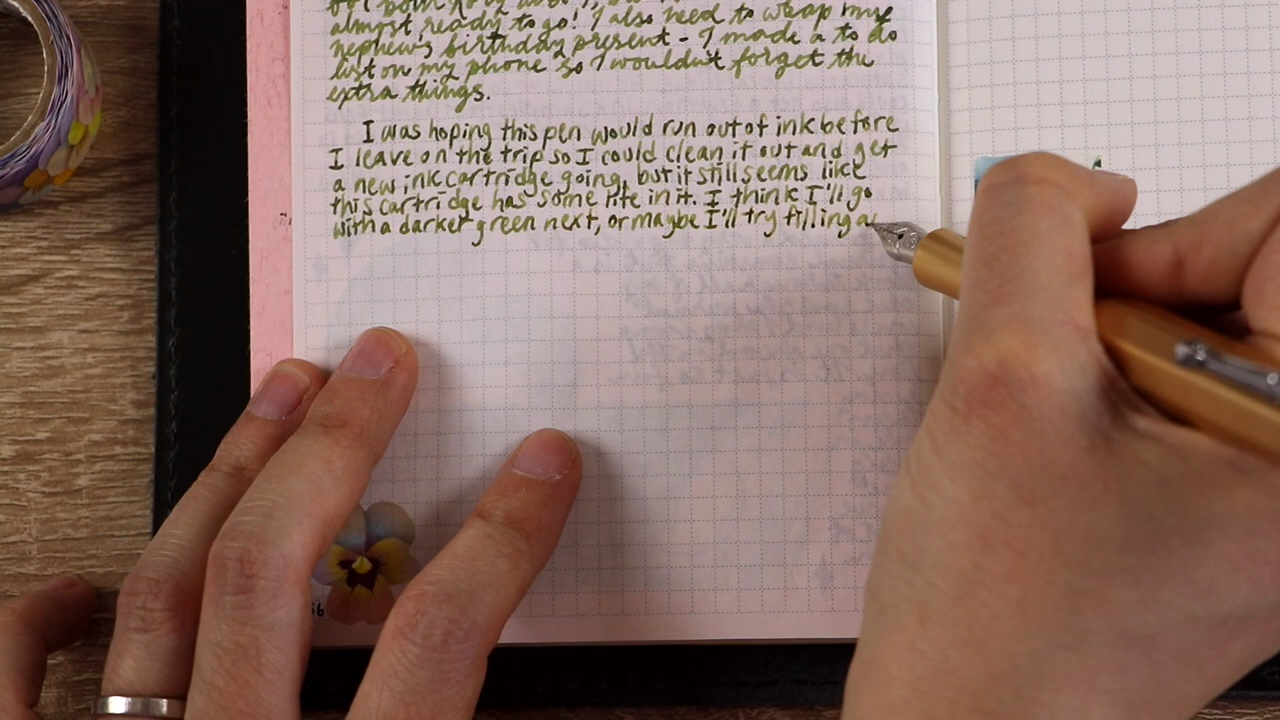 almost ready to go! I also need to wrap my
nephew's birthday present - I made a to do
list on my phone so I wouldn't forget the
extra things.
I was hoping this pen would run out of ink before
I leave on the trip so I could clean it out and get
a new ink cartridge going, but it still seems like
this cartridge has some life in it. I think I'll go
with a darker green next, or maybe I'll try filling a